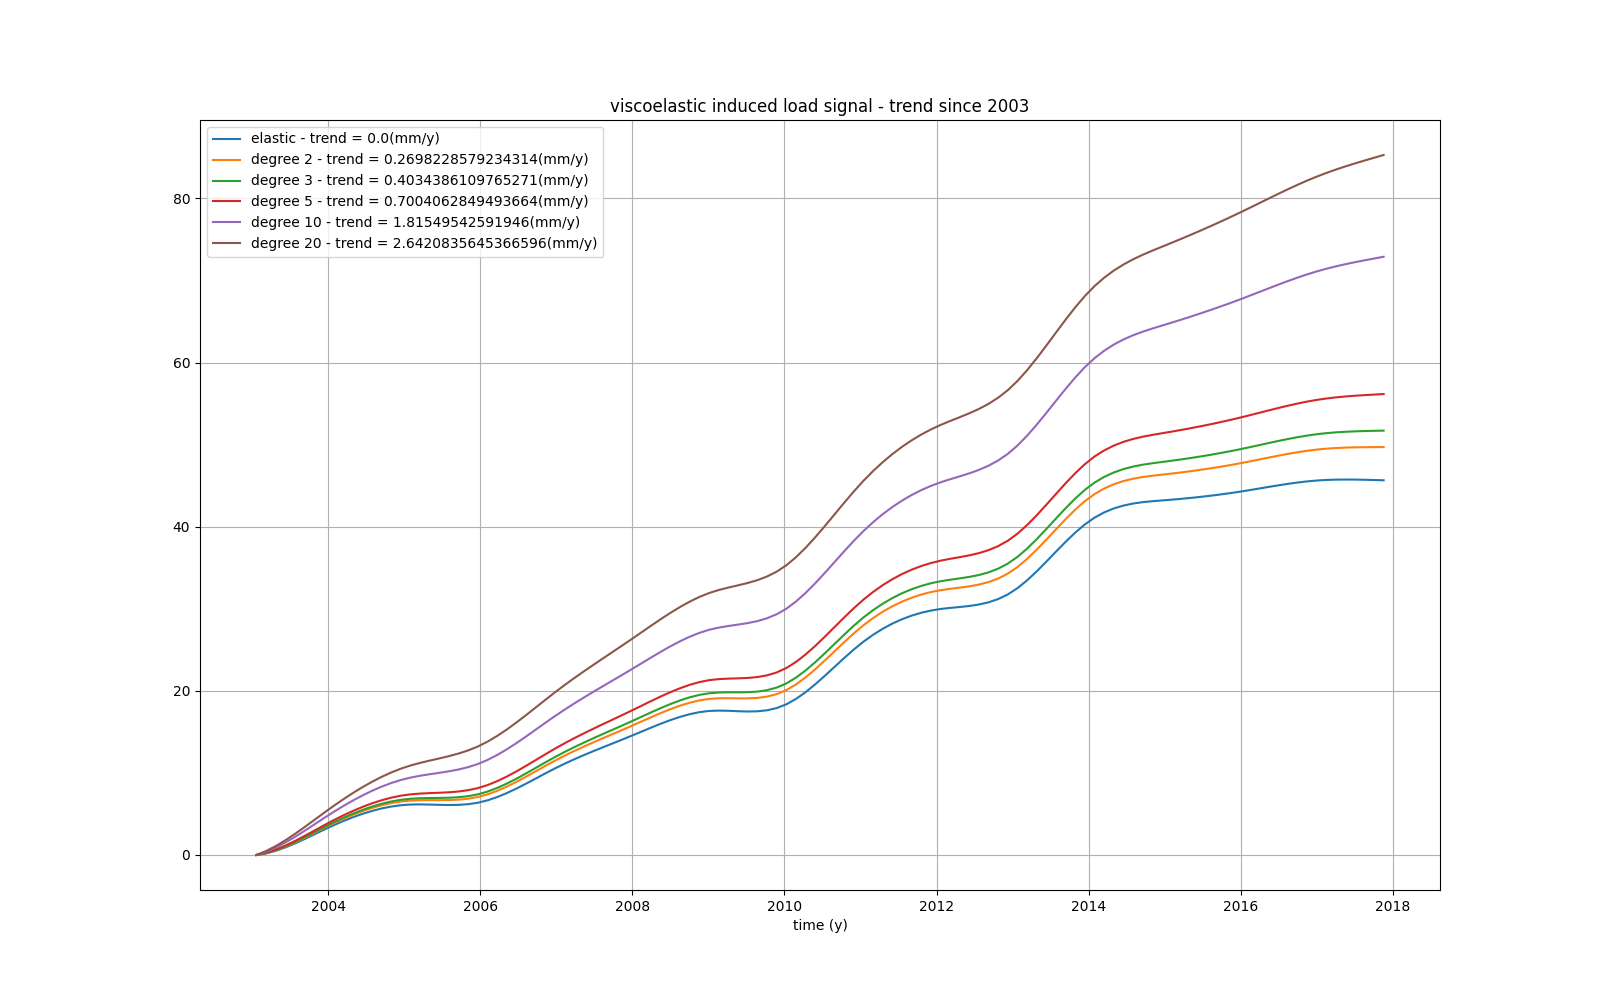 viscoelastic induced load signal - trend since 2003
elastic - trend = 0.0(mm/y)
degree 2 - trend = 0.2698228579234314(mm/y)
degree 3 - trend = 0.4034386109765271(mm/y)
degree 5 - trend = 0.7004062849493664(mm/y)
degree 10 - trend = 1.81549542591946(mm/y)
degree 20 - trend = 2.6420835645366596(mm/y)
80
60
40
20
0
2004 2006 2008 2010 2012 2014 2016 2018
time (y)